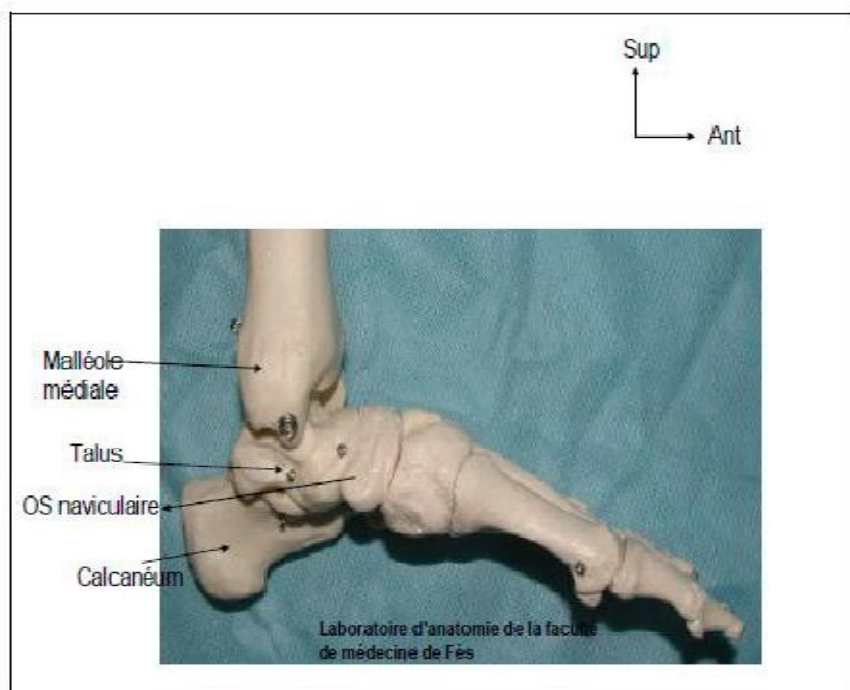 Sup
Ant
Malléole
médiale
Talus
OS naviculaire
Calcanéum
Laboratoire d'anatomie de la faculté
de médecine de Fès